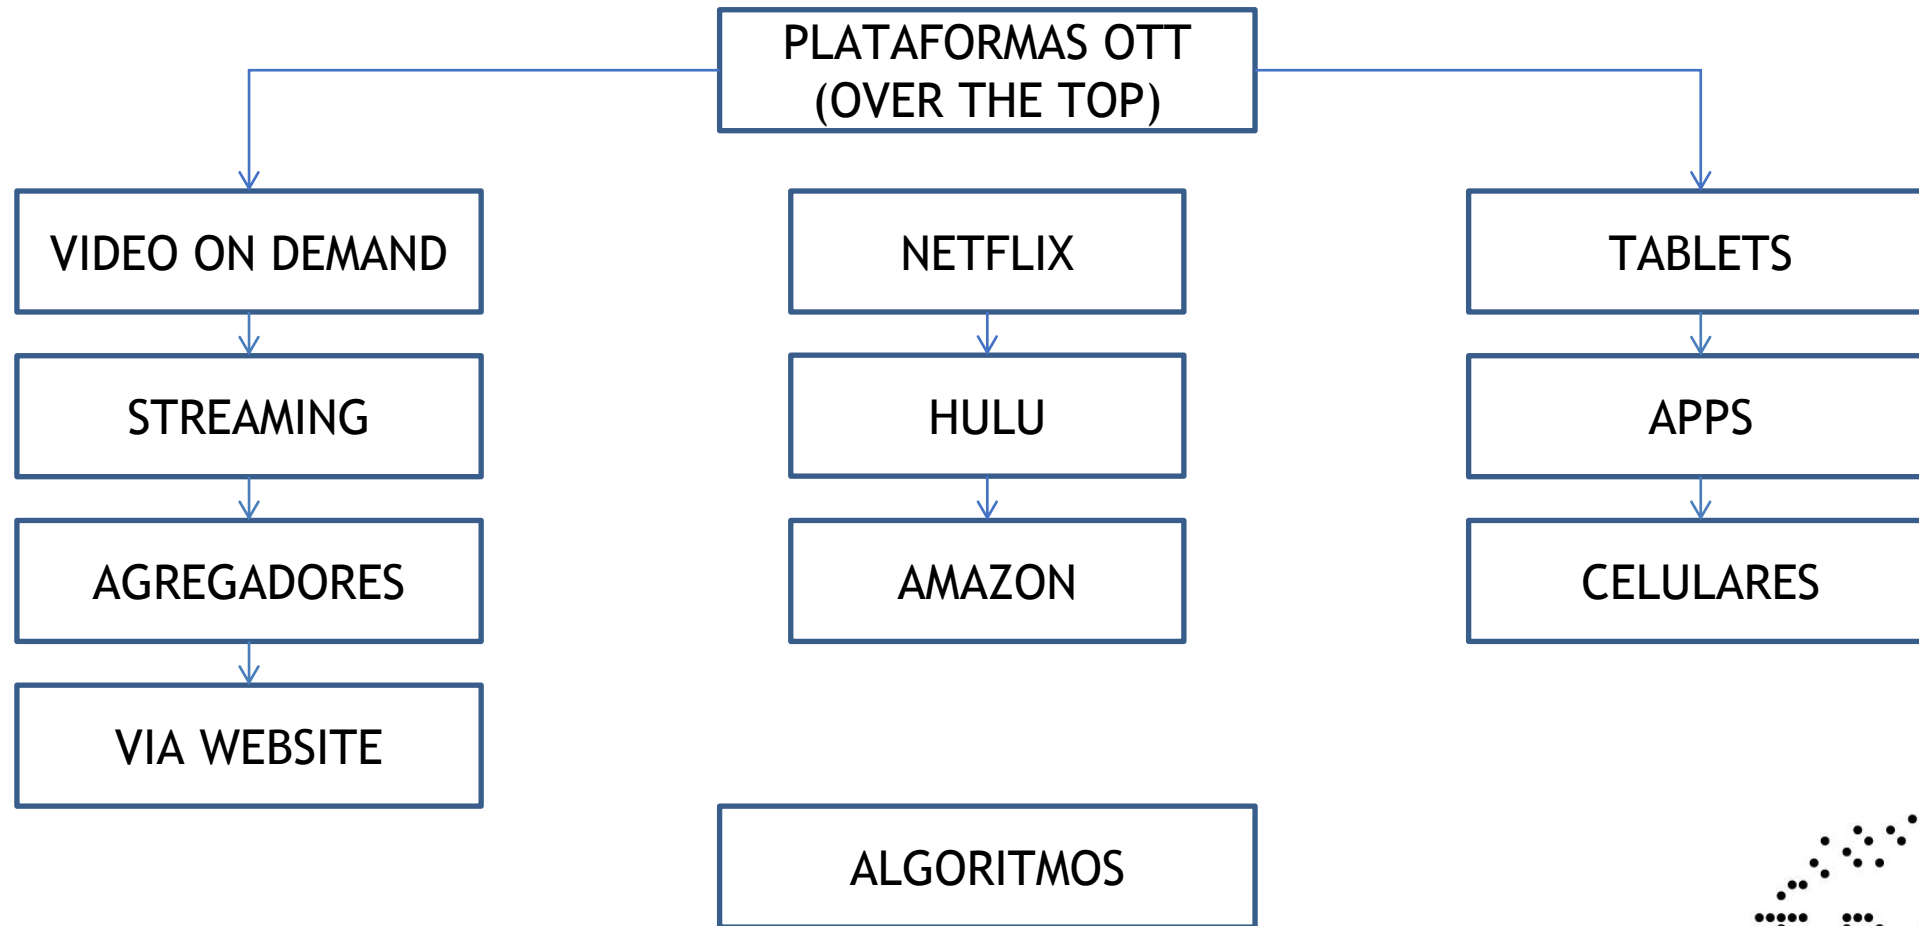 PLATAFORMAS OTT
(OVER THE TOP)
VIDEO ON DEMAND
NETFLIX
TABLETS
STREAMING
HULU
APPS
AGREGADORES
AMAZON
CELULARES
VIA WEBSITE
ALGORITMOS